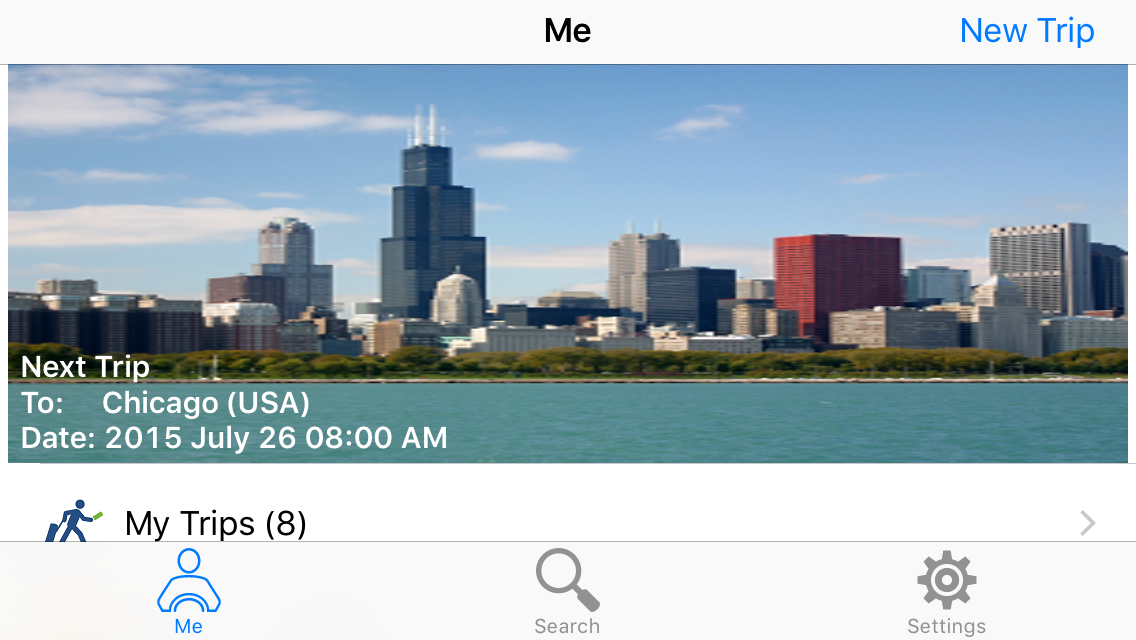 Me
New Trip
Next Trip
To: Chicago (USA)
Date: 2015 July 26 08:00 AM
My Trips (8)
Me
Search
Settings